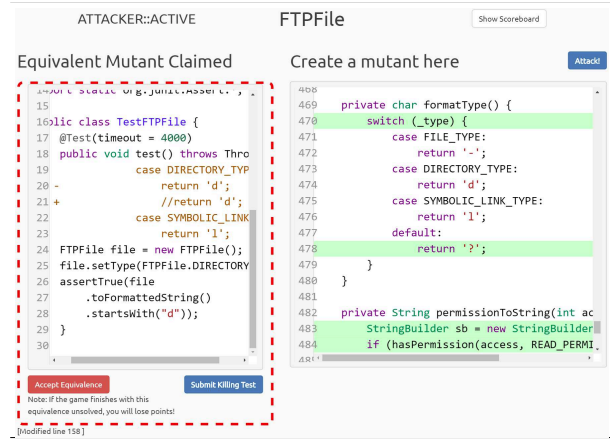 ATTACKER::ACTIVE
FTPFile
Show Scoreboard
Equivalent Mutant Claimed
15
16 blic class TestFTPFile {
17 @Test(timeout = 4000)
18 public void test() throws Thro
19 case DIRECTORY_TYP
20 - return 'd';
21 + //return 'd';
22 case SYMBOLIC_LINK
23 return 'l';
24 FTPFile file = new FTPFile();
25 file.setType(FTPFile.DIRECTORY
26 assertTrue(file
27 .toFormattedString()
28 .startsWith("d"));
29 }
30
Accept Equivalence
Submit Killing Test
Note: If the game finishes with this
equivalence unsolved, you will lose points!
[Modified line 158 ]
Create a mutant here
Attack!
468
469 private char formatType() {
470 switch (_type) {
471 case FILE_TYPE:
472 return '-';
473 case DIRECTORY_TYPE:
474 return 'd';
475 case SYMBOLIC_LINK_TYPE:
476 return 'l';
477 default:
478 return '?';
479 }
480 }
481
482 private String permissionToString(int ac
483 StringBuilder sb = new StringBuilder
484 if (hasPermission(access, READ_PERMI